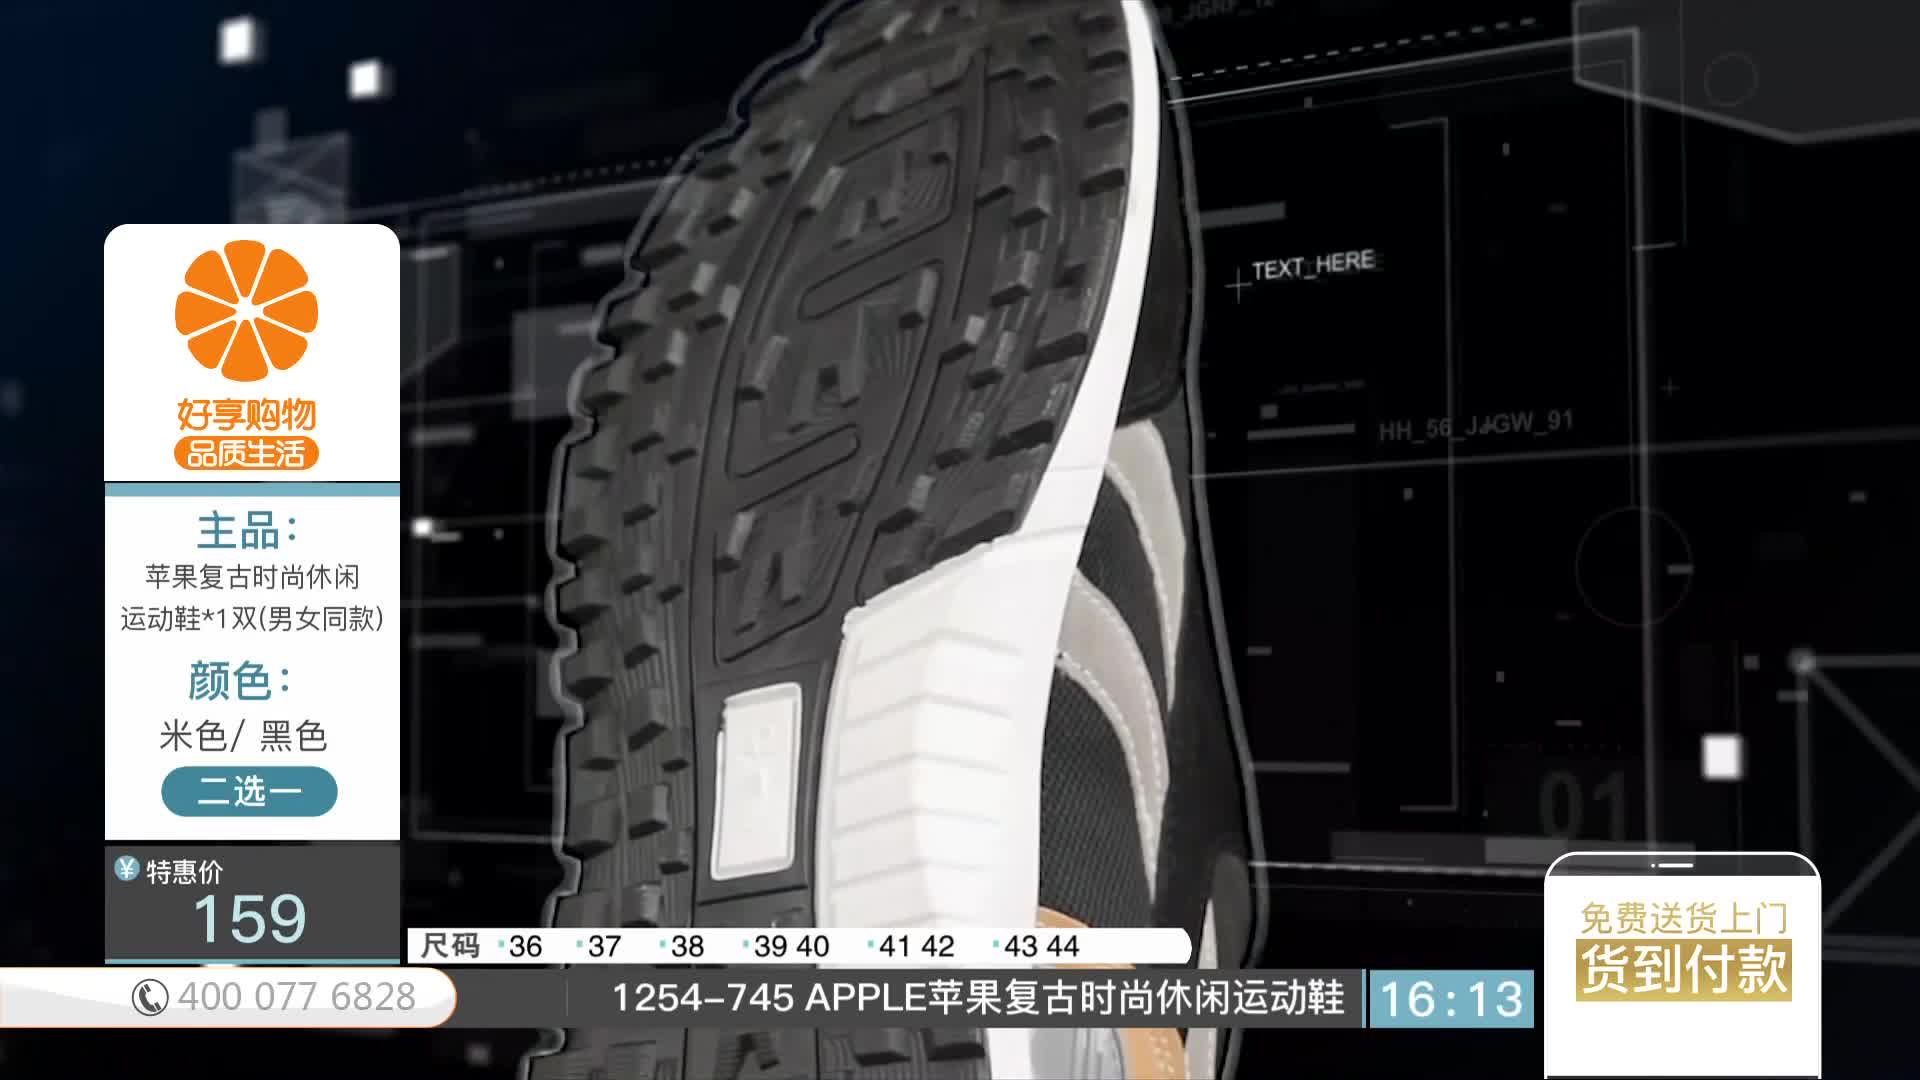 TEXT_HERE
HH_56_JJGW_91
01
好享购物
品质生活
主品：
苹果复古时尚休闲
运动鞋*1双(男女同款)
颜色：
米色/ 黑色
二选一
¥ 特惠价
159
尺码 36 37 38 39 40 41 42 43 44
400 077 6828
1254-745 APPLE苹果复古时尚休闲运动鞋
16:13
免费送货上门
货到付款